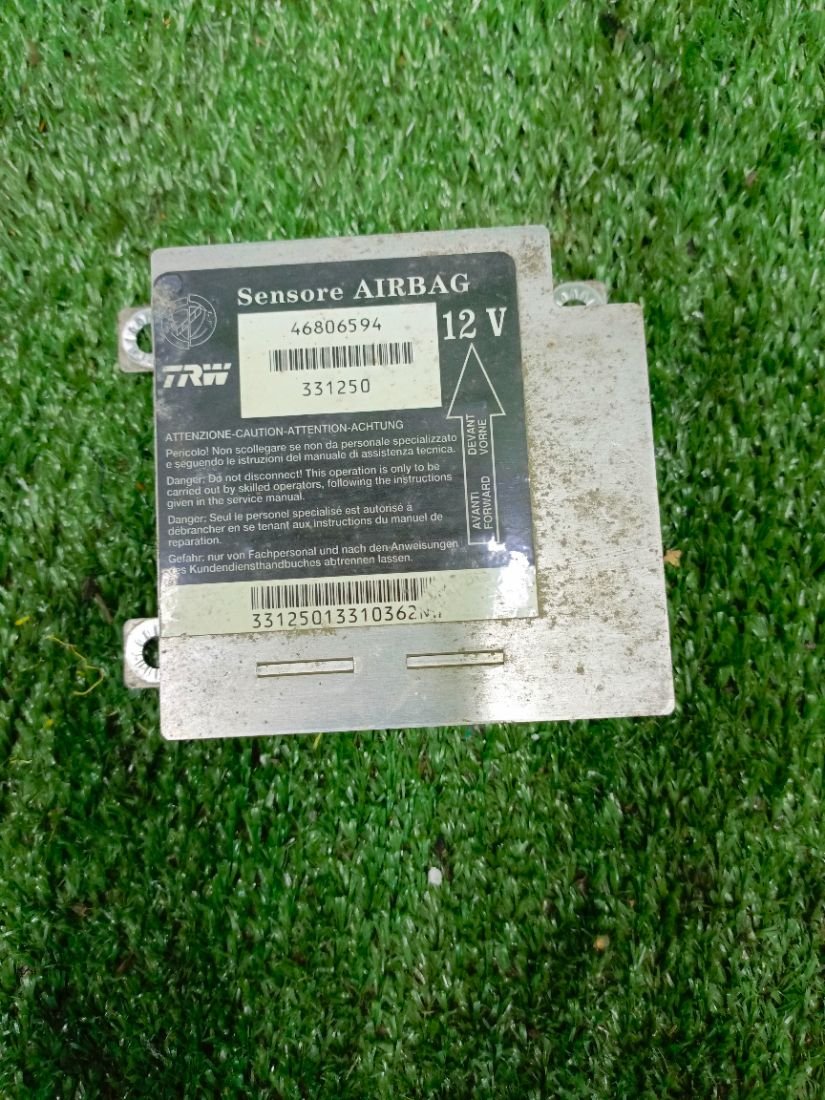 Sensore AIRBAG
46806594
12 V
TRW
331250
ATTENZIONE-CAUTION-ATTENTION-ACHTUNG
Pericolo! Non scollegare se non da personale specializzato
e seguendo le istruzioni del manuale di assistenza tecnica.
Danger: Do not disconnect! This operation is only to be
carried out by skilled operators, following the instructions
given in the service manual.
Danger: Seul le personel specialisé est autorisé à
débrancher en se tenant aux instructions du manuel de
reparation.
Gefahr: nur von Fachpersonal und nach den Anweisungen
des Kundendiensthandbuches abtrennen lassen.
AVANTI DEVANT
FORWARD VORNE